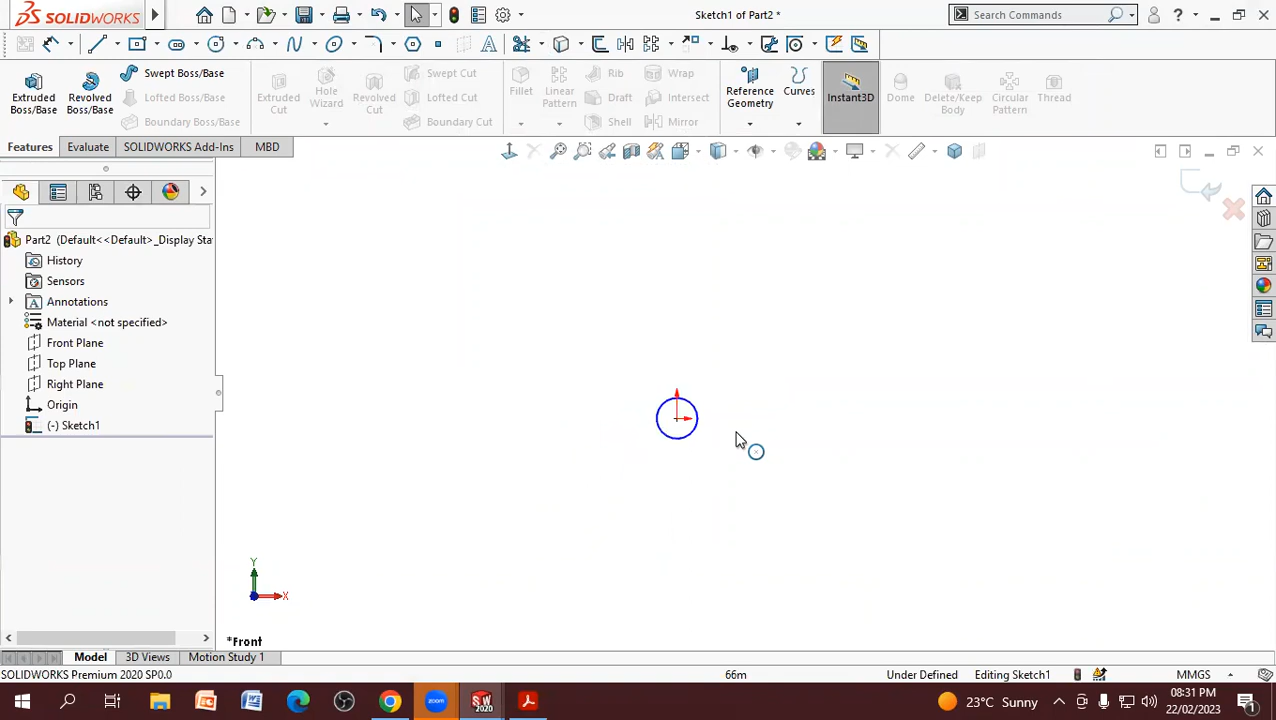 SOLIDWORKS
Sketch1 of Part2 *
Search Commands
Extruded Boss/Base
Revolved Boss/Base
Swept Boss/Base
Lofted Boss/Base
Boundary Boss/Base
Extruded Cut
Hole Wizard
Revolved Cut
Swept Cut
Lofted Cut
Boundary Cut
Fillet
Linear Pattern
Rib
Draft
Shell
Wrap
Intersect
Mirror
Reference Geometry
Curves
Instant3D
Dome
Delete/Keep Body
Circular Pattern
Thread
Features
Evaluate
SOLIDWORKS Add-Ins
MBD
Part2 (Default<<Default>_Display Sta
History
Sensors
Annotations
Material <not specified>
Front Plane
Top Plane
Right Plane
Origin
(-) Sketch1
Y
X
*Front
Model
3D Views
Motion Study 1
SOLIDWORKS Premium 2020 SP0.0
66m
Under Defined
Editing Sketch1
MMGS
zoom
SW 2020
23°C Sunny
08:31 PM
22/02/2023
1